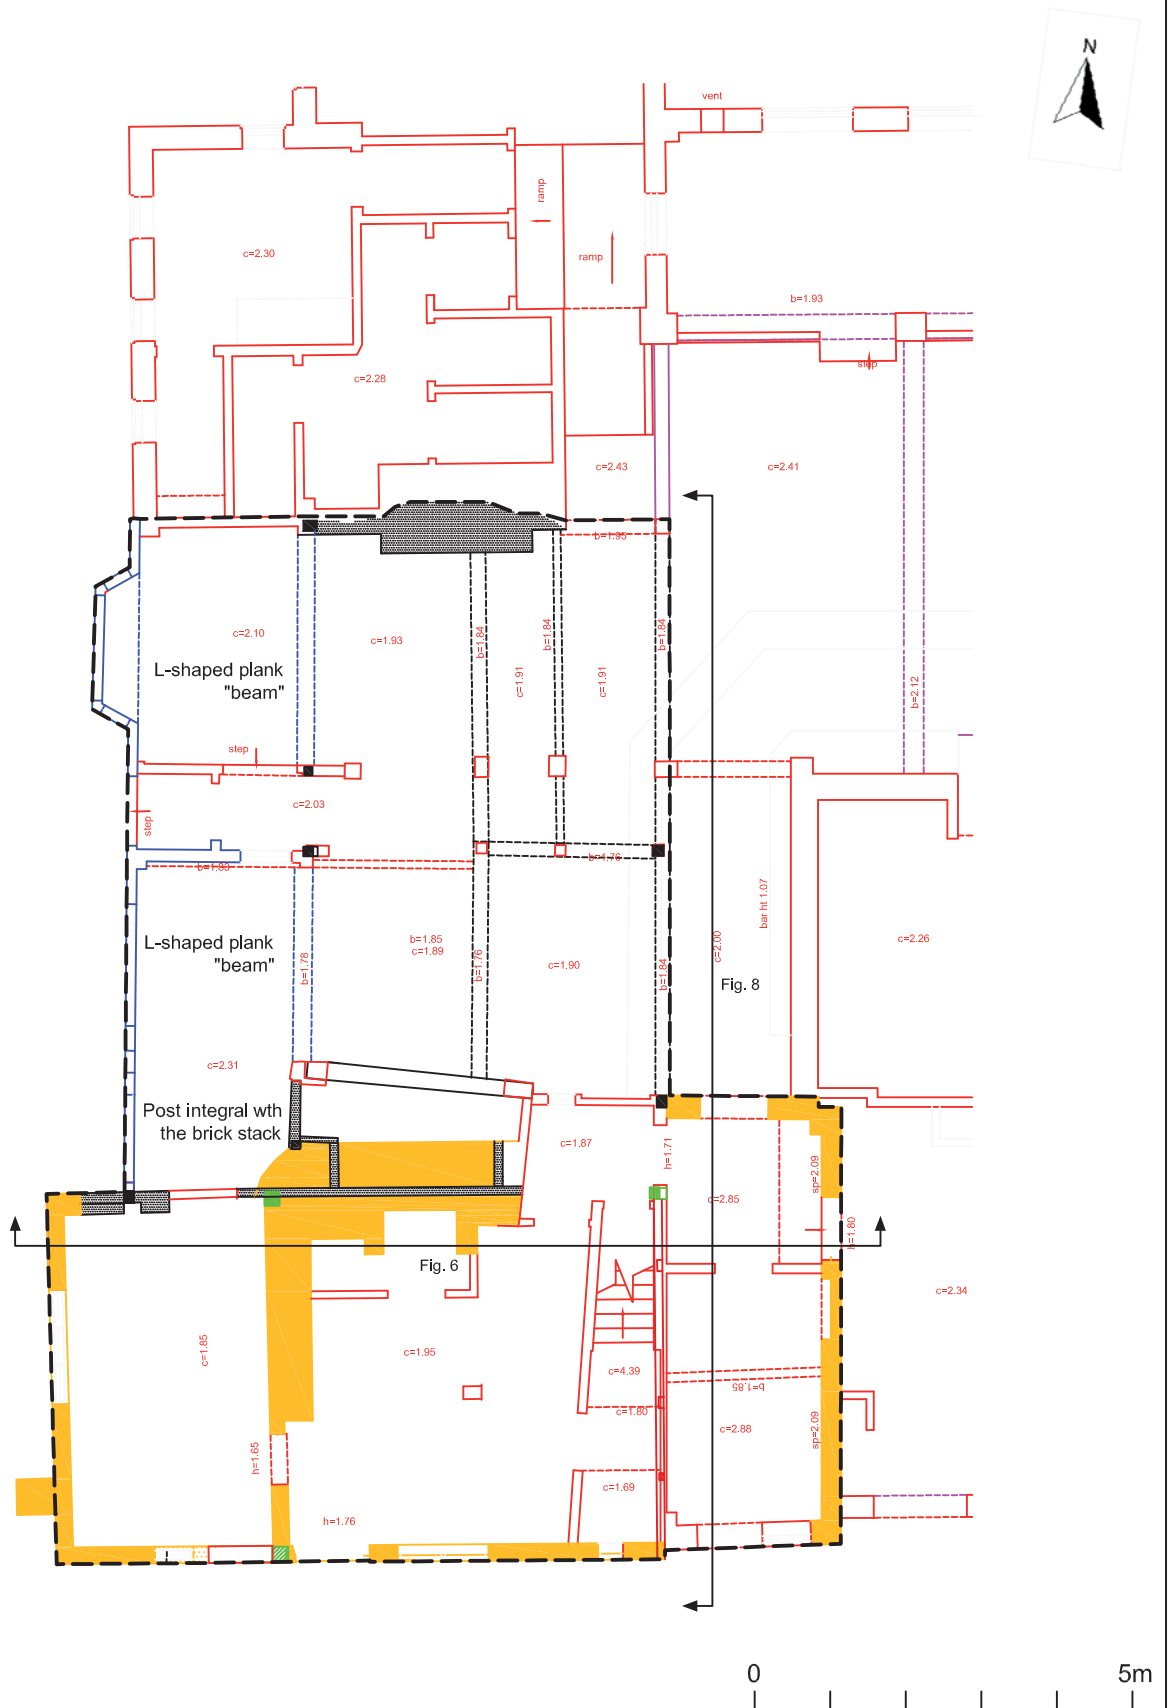 N
vent
ramp
c=2.30
ramp
b=1.93
step
c=2.28
c=2.43
c=2.41
b=1.95
c=2.10
c=1.93
b=1.84
b=1.84
b=1.84
L-shaped plank
"beam"
c=1.91
c=1.91
b=2.12
step
c=2.03
step
b=1.76
bar ht 1.07
L-shaped plank
"beam"
b=1.85
c=1.89
c=2.00
c=2.26
b=1.78
b=1.76
c=1.90
b=1.84
Fig. 8
c=2.31
Post integral wth
the brick stack
c=1.87
h=1.71
sp=2.09
c=2.85
h=1.80
Fig. 6
c=2.34
c=1.85
c=1.95
c=4.39
b=1.85
c=1.80
c=2.88
sp=2.09
h=1.65
c=1.69
h=1.76
0
5m